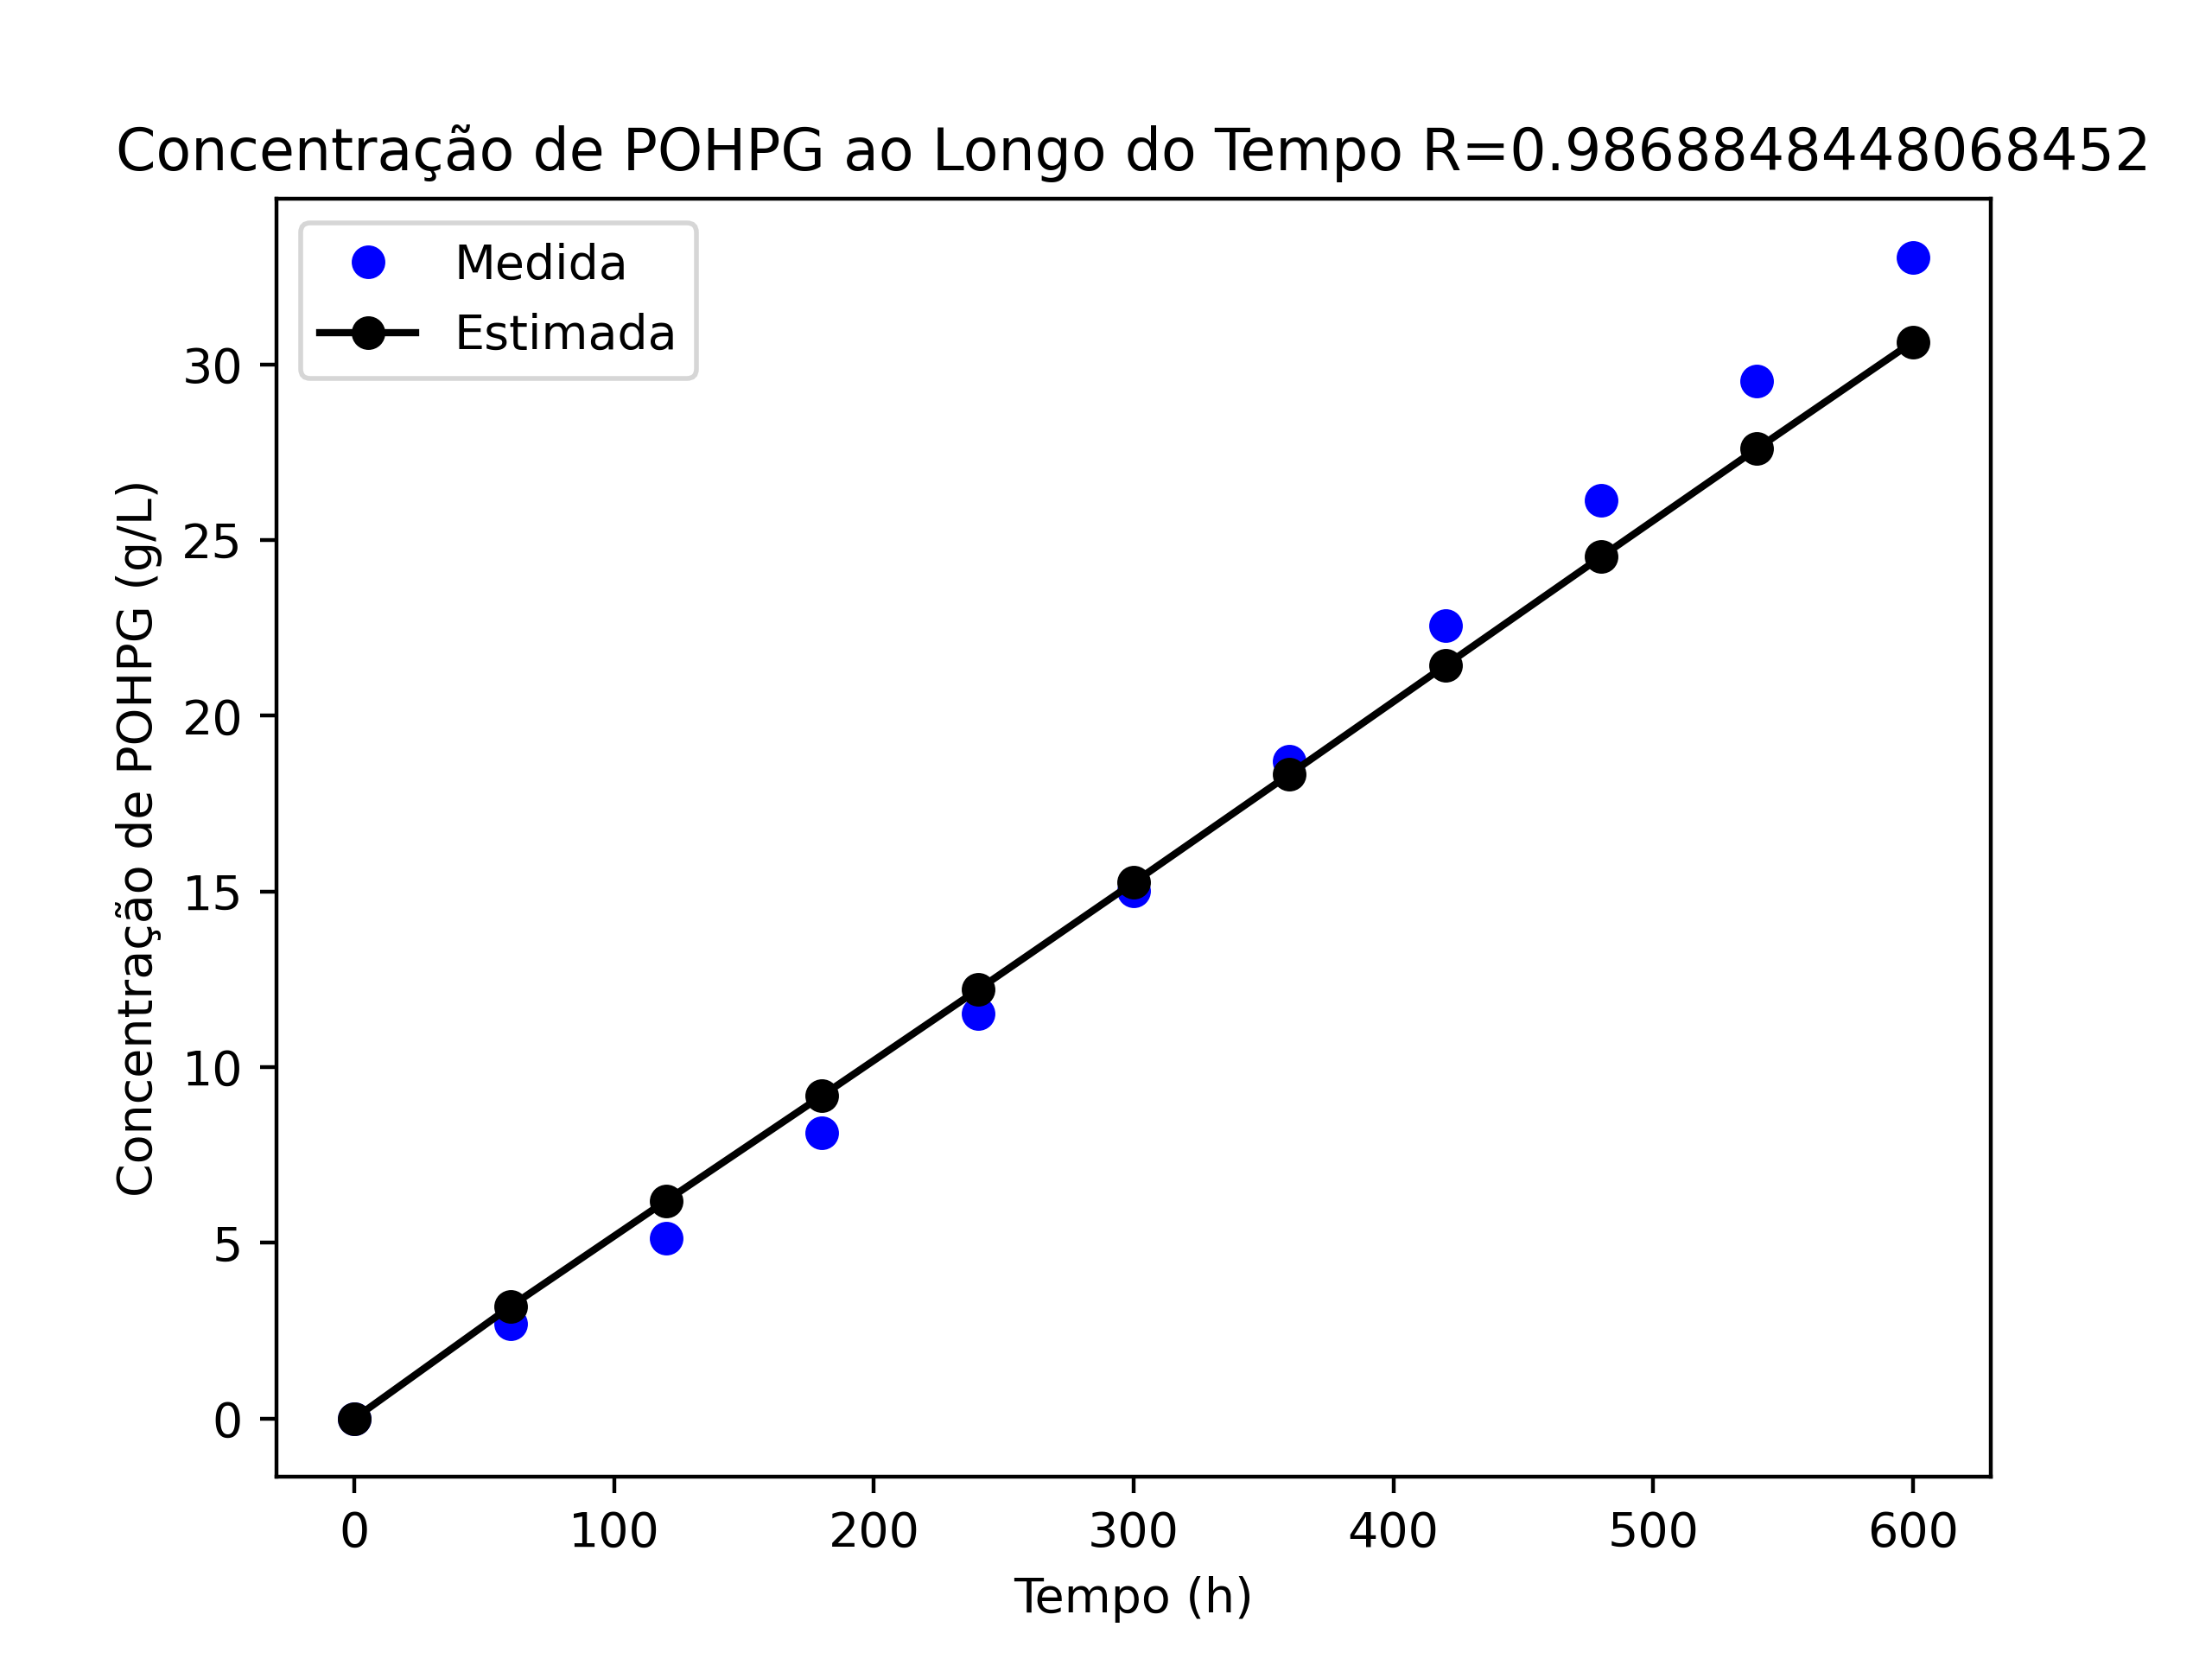 Concentração de POHPG ao Longo do Tempo R=0.9868848448068452
Medida
Estimada
Concentração de POHPG (g/L)
30
25
20
15
10
5
0
0 100 200 300 400 500 600
Tempo (h)